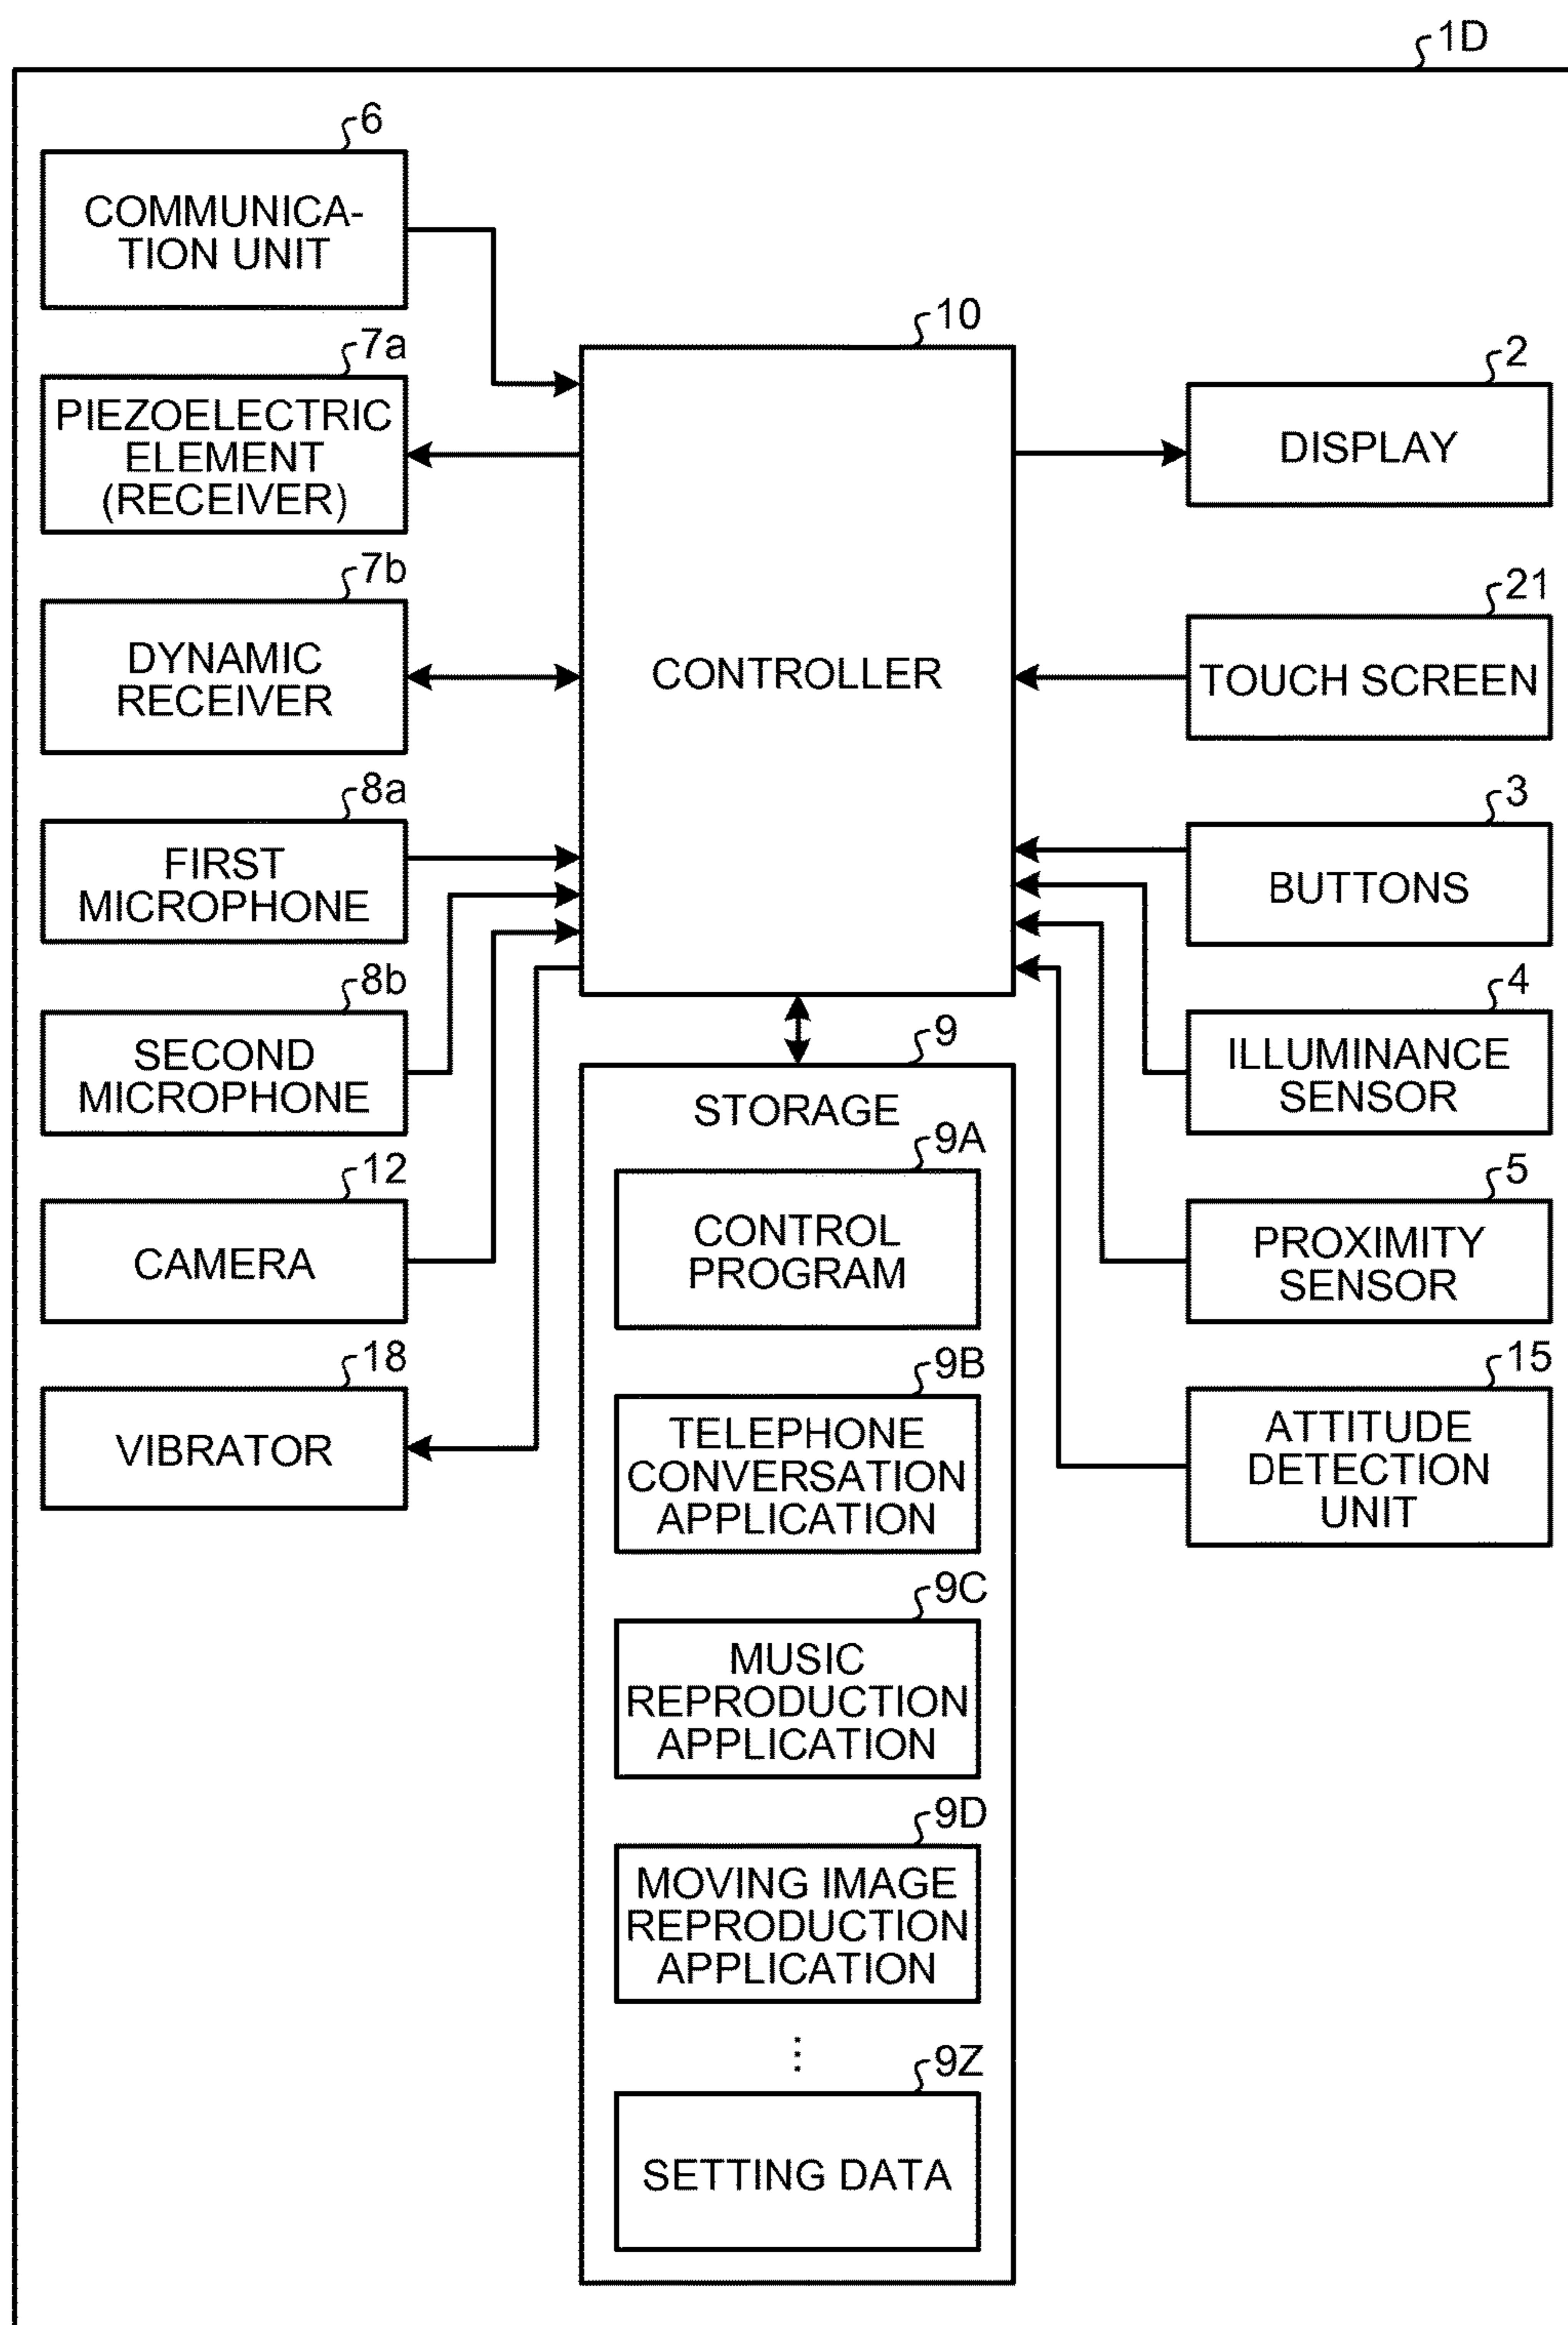 1D
6
COMMUNICA-
TION UNIT
7a
PIEZOELECTRIC
ELEMENT
(RECEIVER)
7b
DYNAMIC
RECEIVER
8a
FIRST
MICROPHONE
8b
SECOND
MICROPHONE
12
CAMERA
18
VIBRATOR
10
CONTROLLER
9
STORAGE
9A
CONTROL
PROGRAM
9B
TELEPHONE
CONVERSATION
APPLICATION
9C
MUSIC
REPRODUCTION
APPLICATION
9D
MOVING IMAGE
REPRODUCTION
APPLICATION
⋮
9Z
SETTING DATA
2
DISPLAY
21
TOUCH SCREEN
3
BUTTONS
4
ILLUMINANCE
SENSOR
5
PROXIMITY
SENSOR
15
ATTITUDE
DETECTION
UNIT